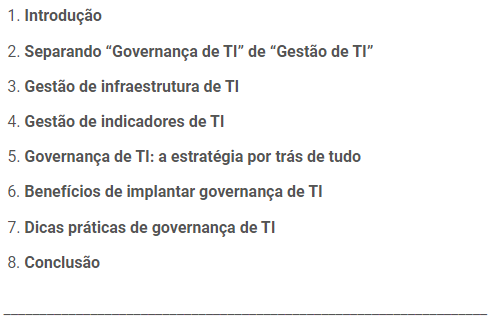 1. Introdução
2. Separando “Governança de TI” de “Gestão de TI”
3. Gestão de infraestrutura de TI
4. Gestão de indicadores de TI
5. Governança de TI: a estratégia por trás de tudo
6. Benefícios de implantar governança de TI
7. Dicas práticas de governança de TI
8. Conclusão